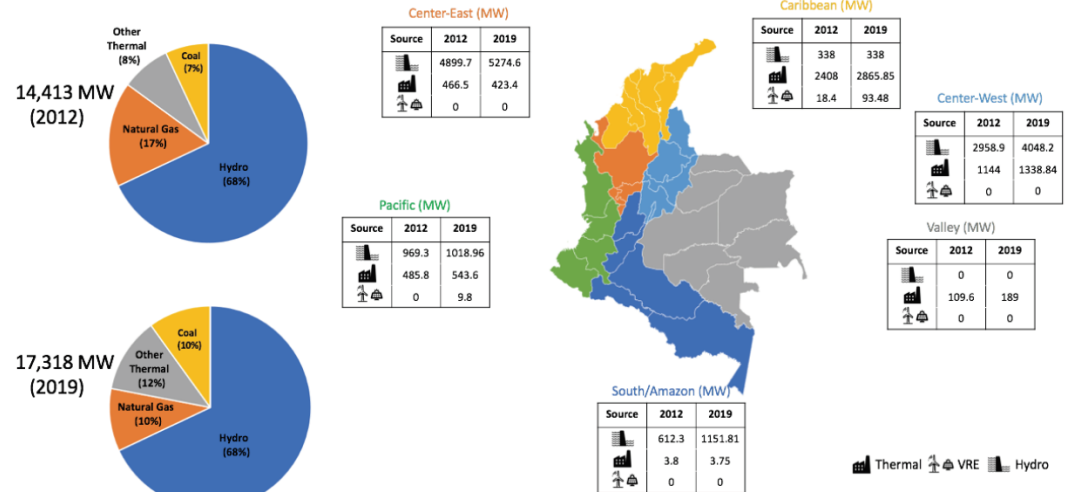 Other
Thermal
(8%)
Coal
(7%)
14,413 MW
(2012)
Natural Gas
(17%)
Hydro
(68%)
Center-East (MW)
Source 2012 2019
4899.7 5274.6
466.5 423.4
0 0
Caribbean (MW)
Source 2012 2019
338 338
2408 2865.85
18.4 93.48
Center-West (MW)
Source 2012 2019
2958.9 4048.2
1144 1338.84
0 0
Pacific (MW)
Source 2012 2019
969.3 1018.96
485.8 543.6
0 9.8
Valley (MW)
Source 2012 2019
0 0
109.6 189
0 0
17,318 MW
(2019)
Coal
(10%)
Other
Thermal
(12%)
Natural Gas
(10%)
Hydro
(68%)
South/Amazon (MW)
Source 2012 2019
612.3 1151.81
3.8 3.75
0 0
Thermal VRE Hydro